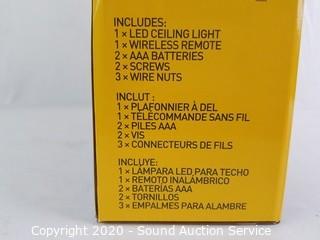 INCLUDES:
1 × LED CEILING LIGHT
1 × WIRELESS REMOTE
2 × AAA BATTERIES
2 × SCREWS
3 × WIRE NUTS
INCLUT :
1 × PLAFONNIER À DEL
1 × TÉLÉCOMMANDE SANS FIL
2 × PILES AAA
2 × VIS
3 × CONNECTEURS DE FILS
INCLUYE:
1 × LÁMPARA LED PARA TECHO
1 × REMOTO INALÁMBRICO
2 × BATERÍAS AAA
2 × TORNILLOS
3 × EMPALMES PARA ALAMBRE
Copyright 2020 - Sound Auction Service